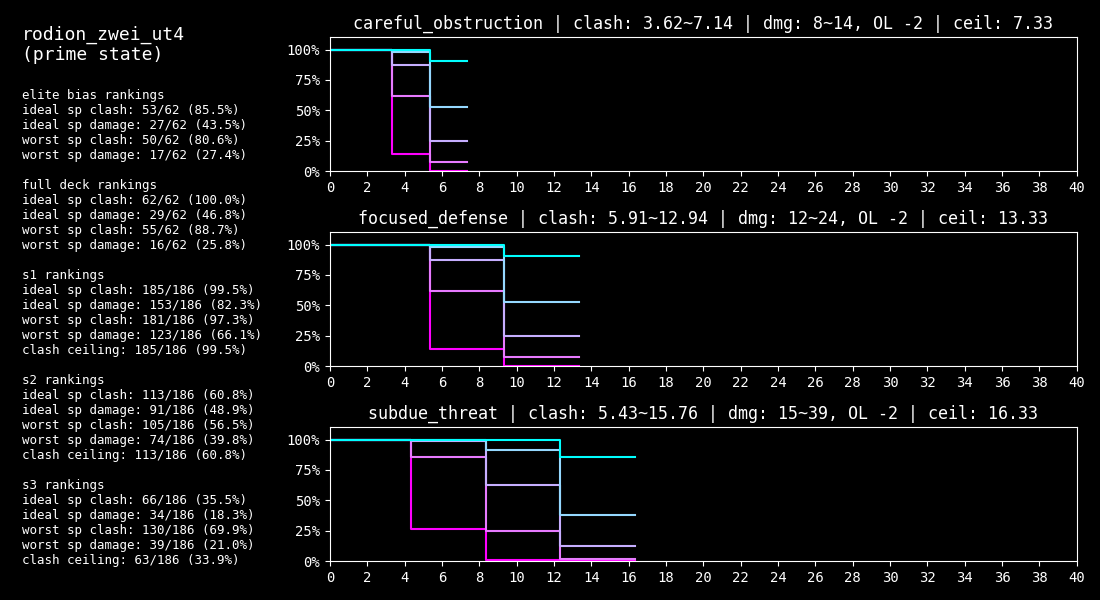 rodion_zwei_ut4
(prime state)
elite bias rankings
ideal sp clash: 53/62 (85.5%)
ideal sp damage: 27/62 (43.5%)
worst sp clash: 50/62 (80.6%)
worst sp damage: 17/62 (27.4%)
full deck rankings
ideal sp clash: 62/62 (100.0%)
ideal sp damage: 29/62 (46.8%)
worst sp clash: 55/62 (88.7%)
worst sp damage: 16/62 (25.8%)
s1 rankings
ideal sp clash: 185/186 (99.5%)
ideal sp damage: 153/186 (82.3%)
worst sp clash: 181/186 (97.3%)
worst sp damage: 123/186 (66.1%)
clash ceiling: 185/186 (99.5%)
s2 rankings
ideal sp clash: 113/186 (60.8%)
ideal sp damage: 91/186 (48.9%)
worst sp clash: 105/186 (56.5%)
worst sp damage: 74/186 (39.8%)
clash ceiling: 113/186 (60.8%)
s3 rankings
ideal sp clash: 66/186 (35.5%)
ideal sp damage: 34/186 (18.3%)
worst sp clash: 130/186 (69.9%)
worst sp damage: 39/186 (21.0%)
clash ceiling: 63/186 (33.9%)
careful_obstruction | clash: 3.62~7.14 | dmg: 8~14, OL -2 | ceil: 7.33
100%
75%
50%
25%
0%
0 2 4 6 8 10 12 14 16 18 20 22 24 26 28 30 32 34 36 38 40
focused_defense | clash: 5.91~12.94 | dmg: 12~24, OL -2 | ceil: 13.33
100%
75%
50%
25%
0%
0 2 4 6 8 10 12 14 16 18 20 22 24 26 28 30 32 34 36 38 40
subdue_threat | clash: 5.43~15.76 | dmg: 15~39, OL -2 | ceil: 16.33
100%
75%
50%
25%
0%
0 2 4 6 8 10 12 14 16 18 20 22 24 26 28 30 32 34 36 38 40